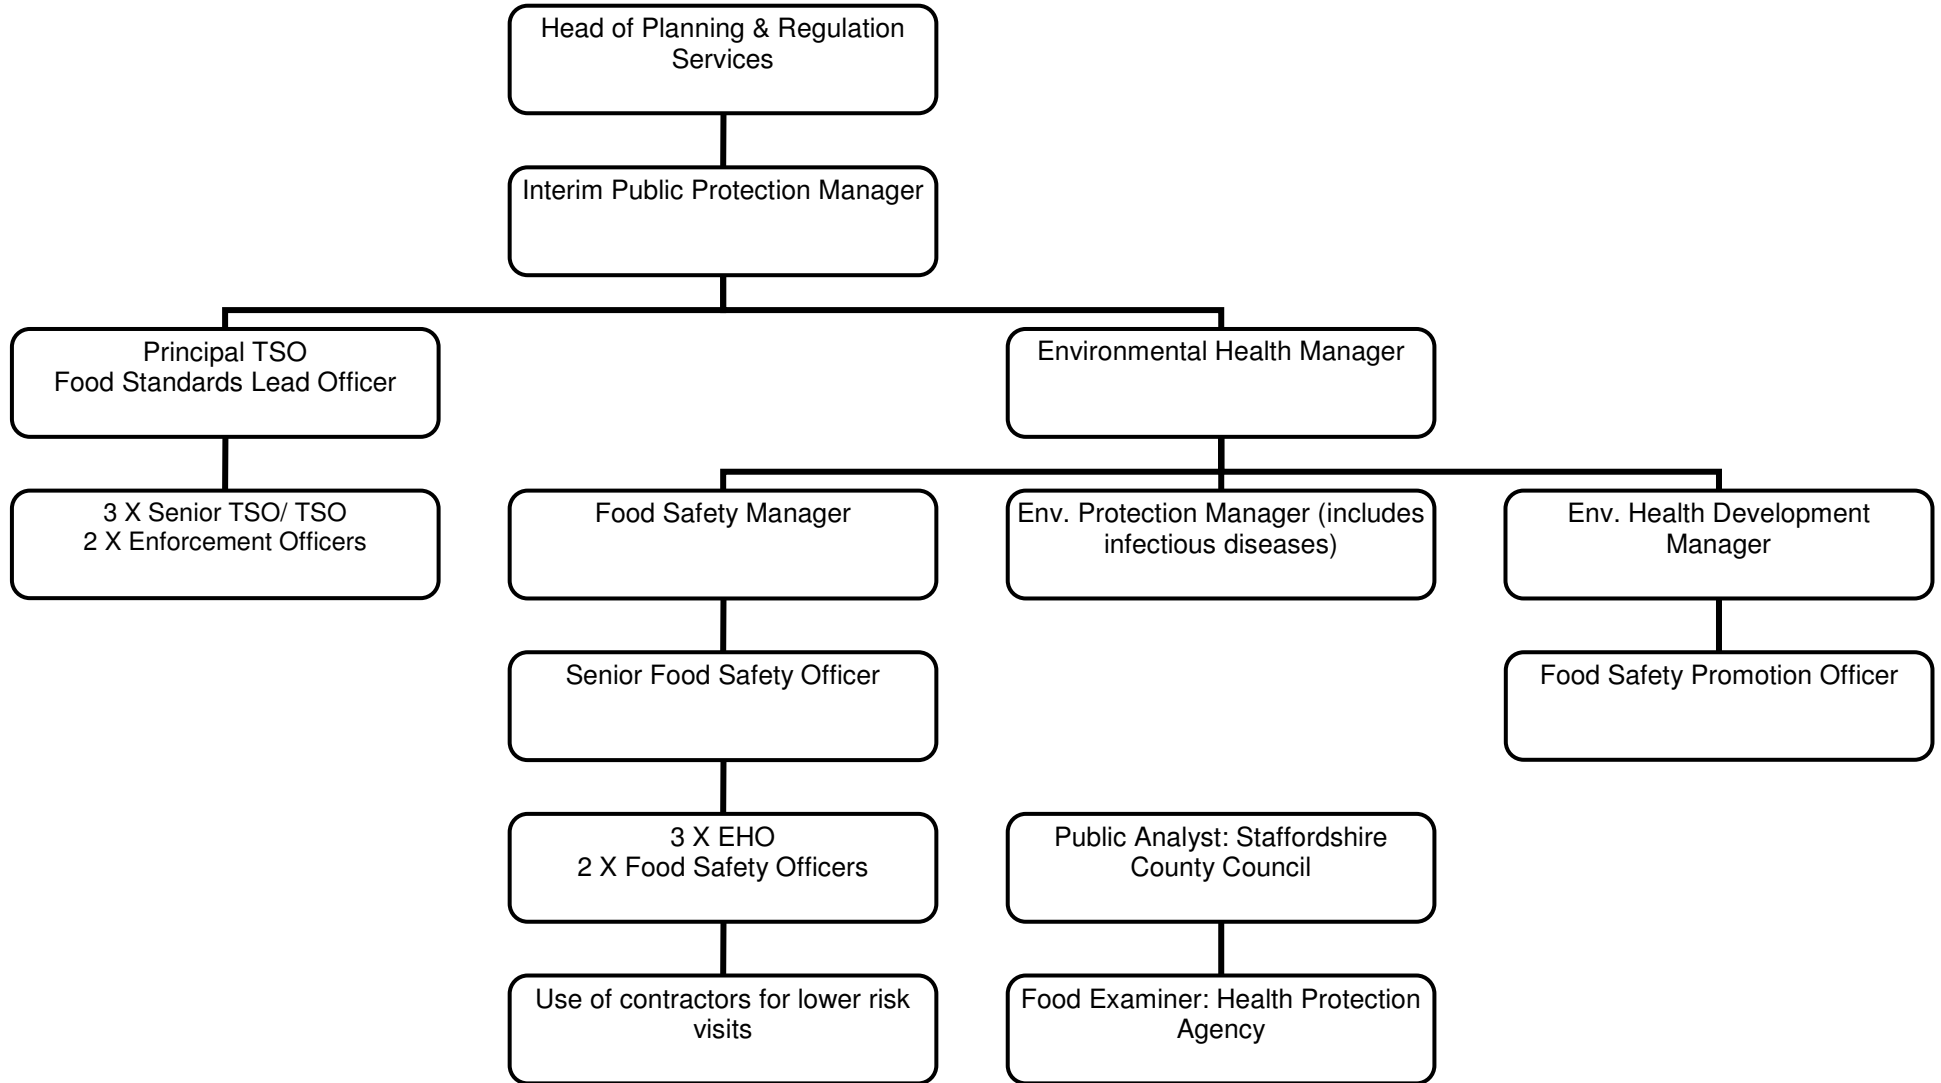 Head of Planning & Regulation
Services
Interim Public Protection Manager
Principal TSO
Food Standards Lead Officer
Environmental Health Manager
3 X Senior TSO/ TSO
2 X Enforcement Officers
Food Safety Manager
Env. Protection Manager (includes
infectious diseases)
Env. Health Development
Manager
Senior Food Safety Officer
Food Safety Promotion Officer
3 X EHO
2 X Food Safety Officers
Public Analyst: Staffordshire
County Council
Use of contractors for lower risk
visits
Food Examiner: Health Protection
Agency